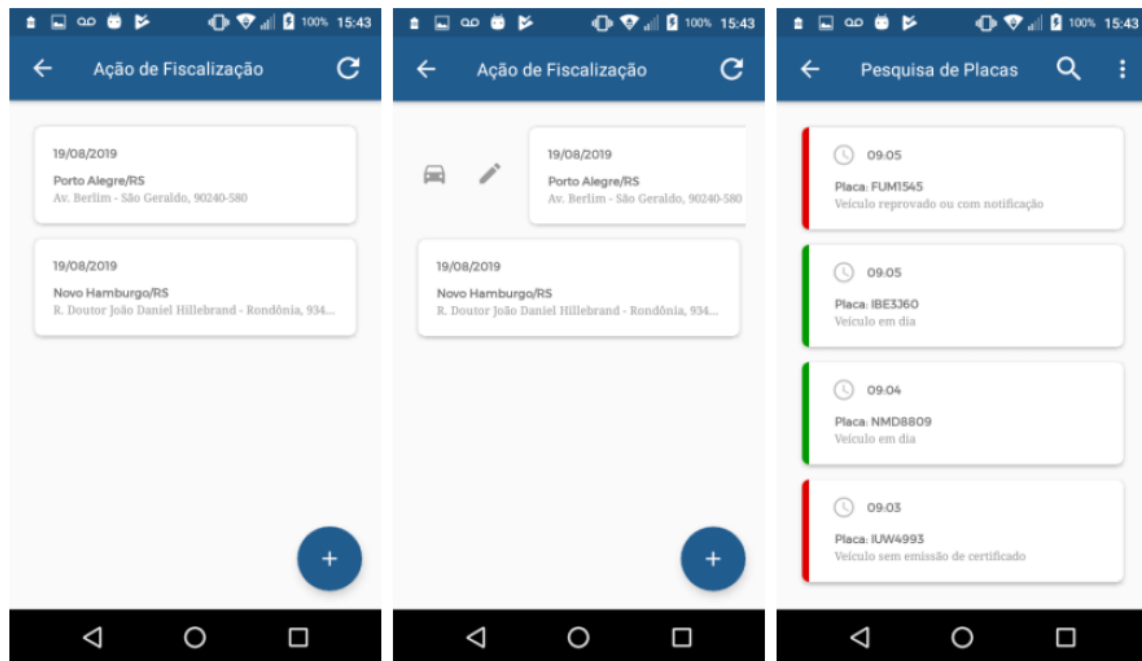 100% 15:43
Ação de Fiscalização
19/08/2019
Porto Alegre/RS
Av. Berlim - São Geraldo, 90240-580
19/08/2019
Novo Hamburgo/RS
R. Doutor João Daniel Hillebrand - Rondônia, 934...
+
100% 15:43
Ação de Fiscalização
19/08/2019
Porto Alegre/RS
Av. Berlim - São Geraldo, 90240-580
19/08/2019
Novo Hamburgo/RS
R. Doutor João Daniel Hillebrand - Rondônia, 934...
+
100% 15:43
Pesquisa de Placas
09:05
Placa: FUM1545
Veículo reprovado ou com notificação
09:05
Placa: IBE3J60
Veículo em dia
09:04
Placa: NMD8809
Veículo em dia
09:03
Placa: IUW4993
Veículo sem emissão de certificado